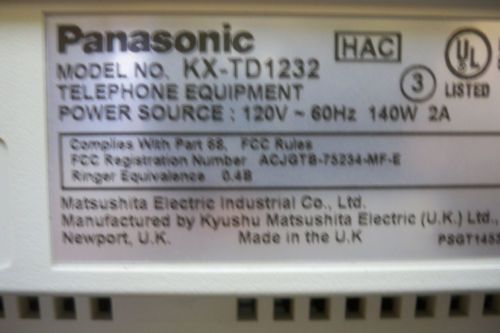 Panasonic HAC UL
MODEL NO. KX-TD1232 3 LISTED
TELEPHONE EQUIPMENT
POWER SOURCE : 120V ~ 60Hz 140W 2A
Complies With Part 68, FCC Rules
FCC Registration Number ACJGTB-75234-MF-E
Ringer Equivalence 0.4B
Matsushita Electric Industrial Co., Ltd.
Manufactured by Kyushu Matsushita Electric (U.K.) Ltd.,
Newport, U.K. Made in the U.K PSGT1453